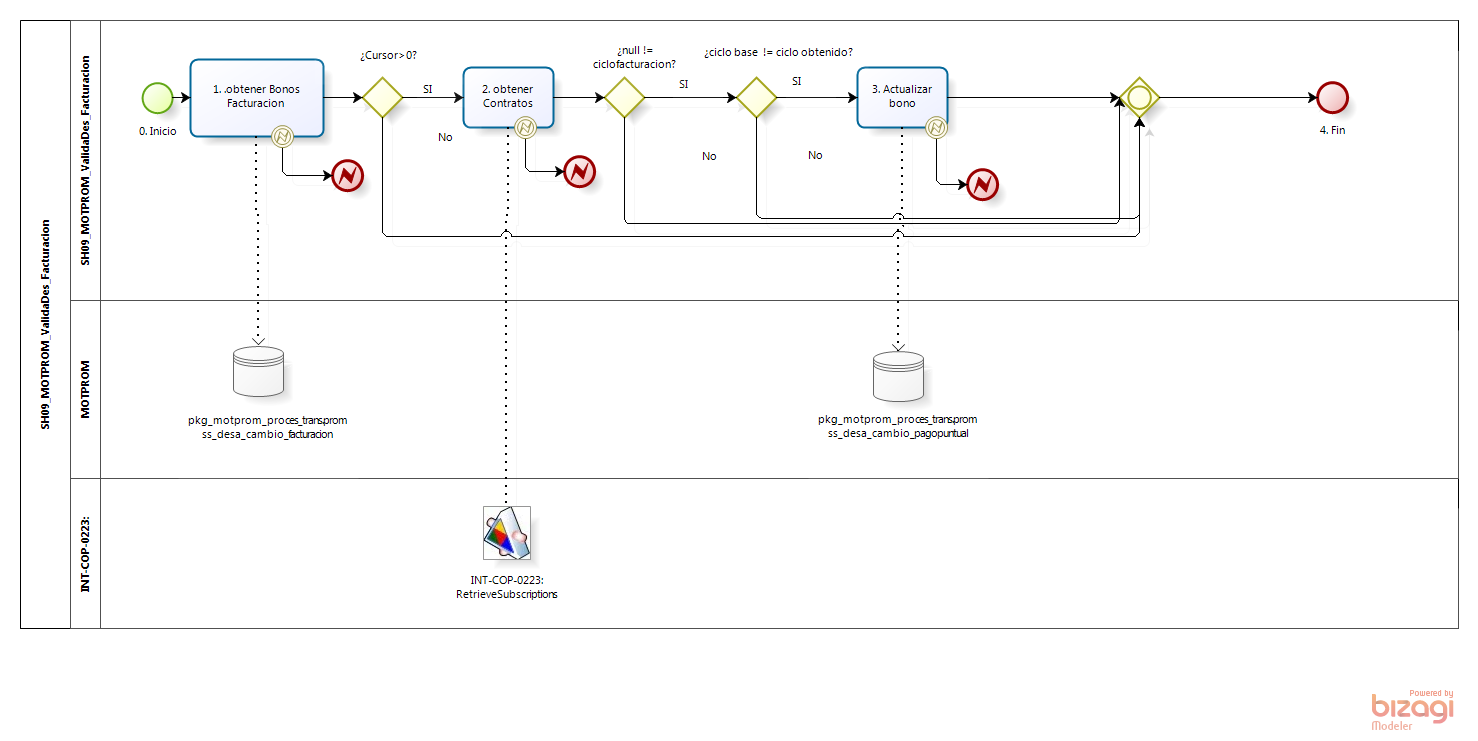 SH09_MOTPROM_ValidaDes_Facturacion
SH09_MOTPROM_ValidaDes_Facturacion
0. Inicio
1. .obtener Bonos
Facturacion
¿Cursor>0?
SI
No
2. obtener
Contratos
¿null !=
ciclofacturacion?
SI
No
¿ciclo base != ciclo obtenido?
SI
No
3. Actualizar
bono
4. Fin
MOTPROM
pkg_motprom_proces_transprom
ss_desa_cambio_facturacion
pkg_motprom_proces_transprom
ss_desa_cambio_pagopuntual
INT-COP-0223:
INT-COP-0223:
RetrieveSubscriptions
Powered by
bizagi
Modeler